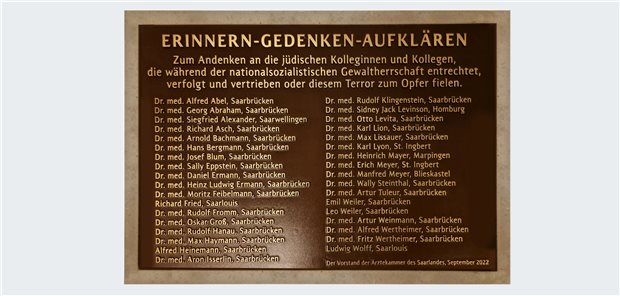 ERINNERN-GEDENKEN-AUFKLÄREN
Zum Andenken an die jüdischen Kolleginnen und Kollegen,
die während der nationalsozialistischen Gewaltherrschaft entrechtet,
verfolgt und vertrieben oder diesem Terror zum Opfer fielen.
Dr. med. Alfred Abel, Saarbrücken
Dr. med. Georg Abraham, Saarbrücken
Dr. med. Siegfried Alexander, Saarwellingen
Dr. med. Richard Asch, Saarbrücken
Dr. med. Arnold Bachmann, Saarbrücken
Dr. med. Hans Bergmann, Saarbrücken
Dr. med. Josef Blum, Saarbrücken
Dr. med. Sally Eppstein, Saarbrücken
Dr. med. Daniel Ermann, Saarbrücken
Dr. med. Heinz Ludwig Ermann, Saarbrücken
Dr. med. Moritz Feibelmann, Saarbrücken
Richard Fried, Saarlouis
Dr. med. Rudolf Fromm, Saarbrücken
Dr. med. Oskar Groß, Saarbrücken
Dr. med. Rudolf Hanau, Saarbrücken
Dr. med. Max Haymann, Saarbrücken
Alfred Heinemann, Saarbrücken
Dr. med. Aron Isserlin, Saarbrücken
Dr. med. Rudolf Klingenstein, Saarbrücken
Dr. med. Sidney Jack Levinson, Homburg
Dr. med. Otto Levita, Saarbrücken
Dr. med. Karl Lion, Saarbrücken
Dr. med. Max Lissauer, Saarbrücken
Dr. med. Karl Lyon, St. Ingbert
Dr. med. Heinrich Mayer, Marpingen
Dr. med. Erich Meyer, St. Ingbert
Dr. med. Manfred Meyer, Blieskastel
Dr. med. Wally Steinthal, Saarbrücken
Dr. med. Artur Tuleur, Saarbrücken
Emil Weiler, Saarbrücken
Leo Weiler, Saarbrücken
Dr. med. Artur Weinmann, Saarbrücken
Dr. med. Alfred Wertheimer, Saarbrücken
Dr. med. Fritz Wertheimer, Saarbrücken
Ludwig Wolff, Saarlouis
Der Vorstand der Ärztekammer des Saarlandes, September 2022